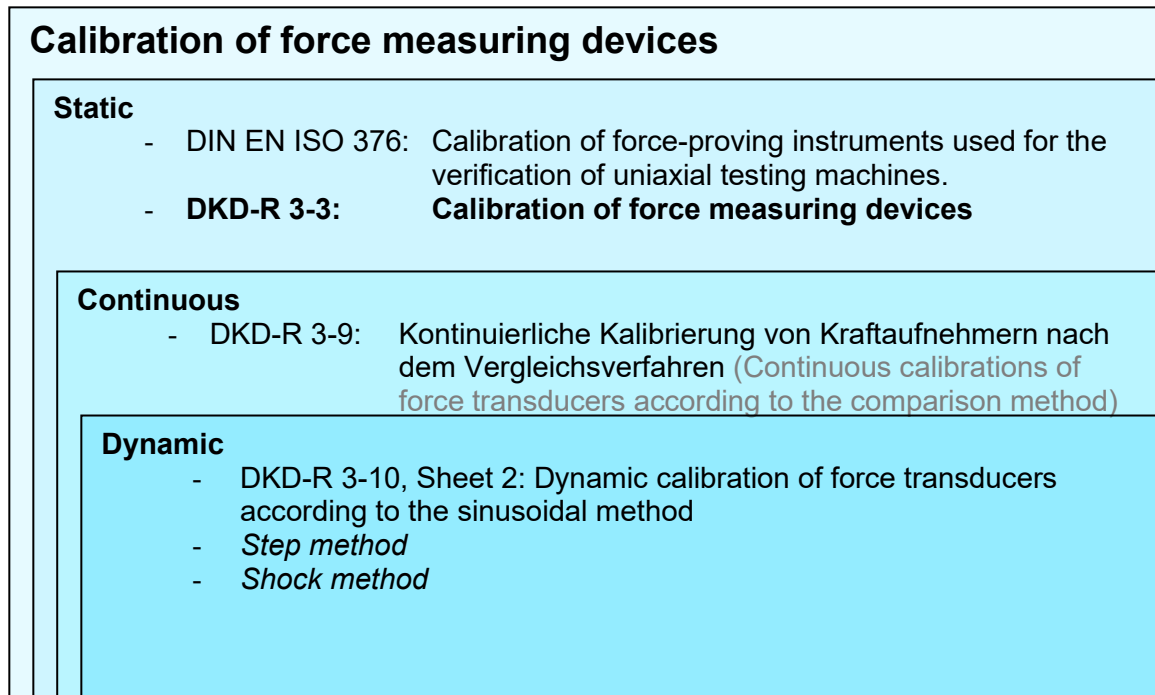 Calibration of force measuring devices
Static
- DIN EN ISO 376: Calibration of force-proving instruments used for the
verification of uniaxial testing machines.
- DKD-R 3-3: Calibration of force measuring devices
Continuous
- DKD-R 3-9: Kontinuierliche Kalibrierung von Kraftaufnehmern nach
dem Vergleichsverfahren (Continuous calibrations of
force transducers according to the comparison method)
Dynamic
- DKD-R 3-10, Sheet 2: Dynamic calibration of force transducers
according to the sinusoidal method
- Step method
- Shock method